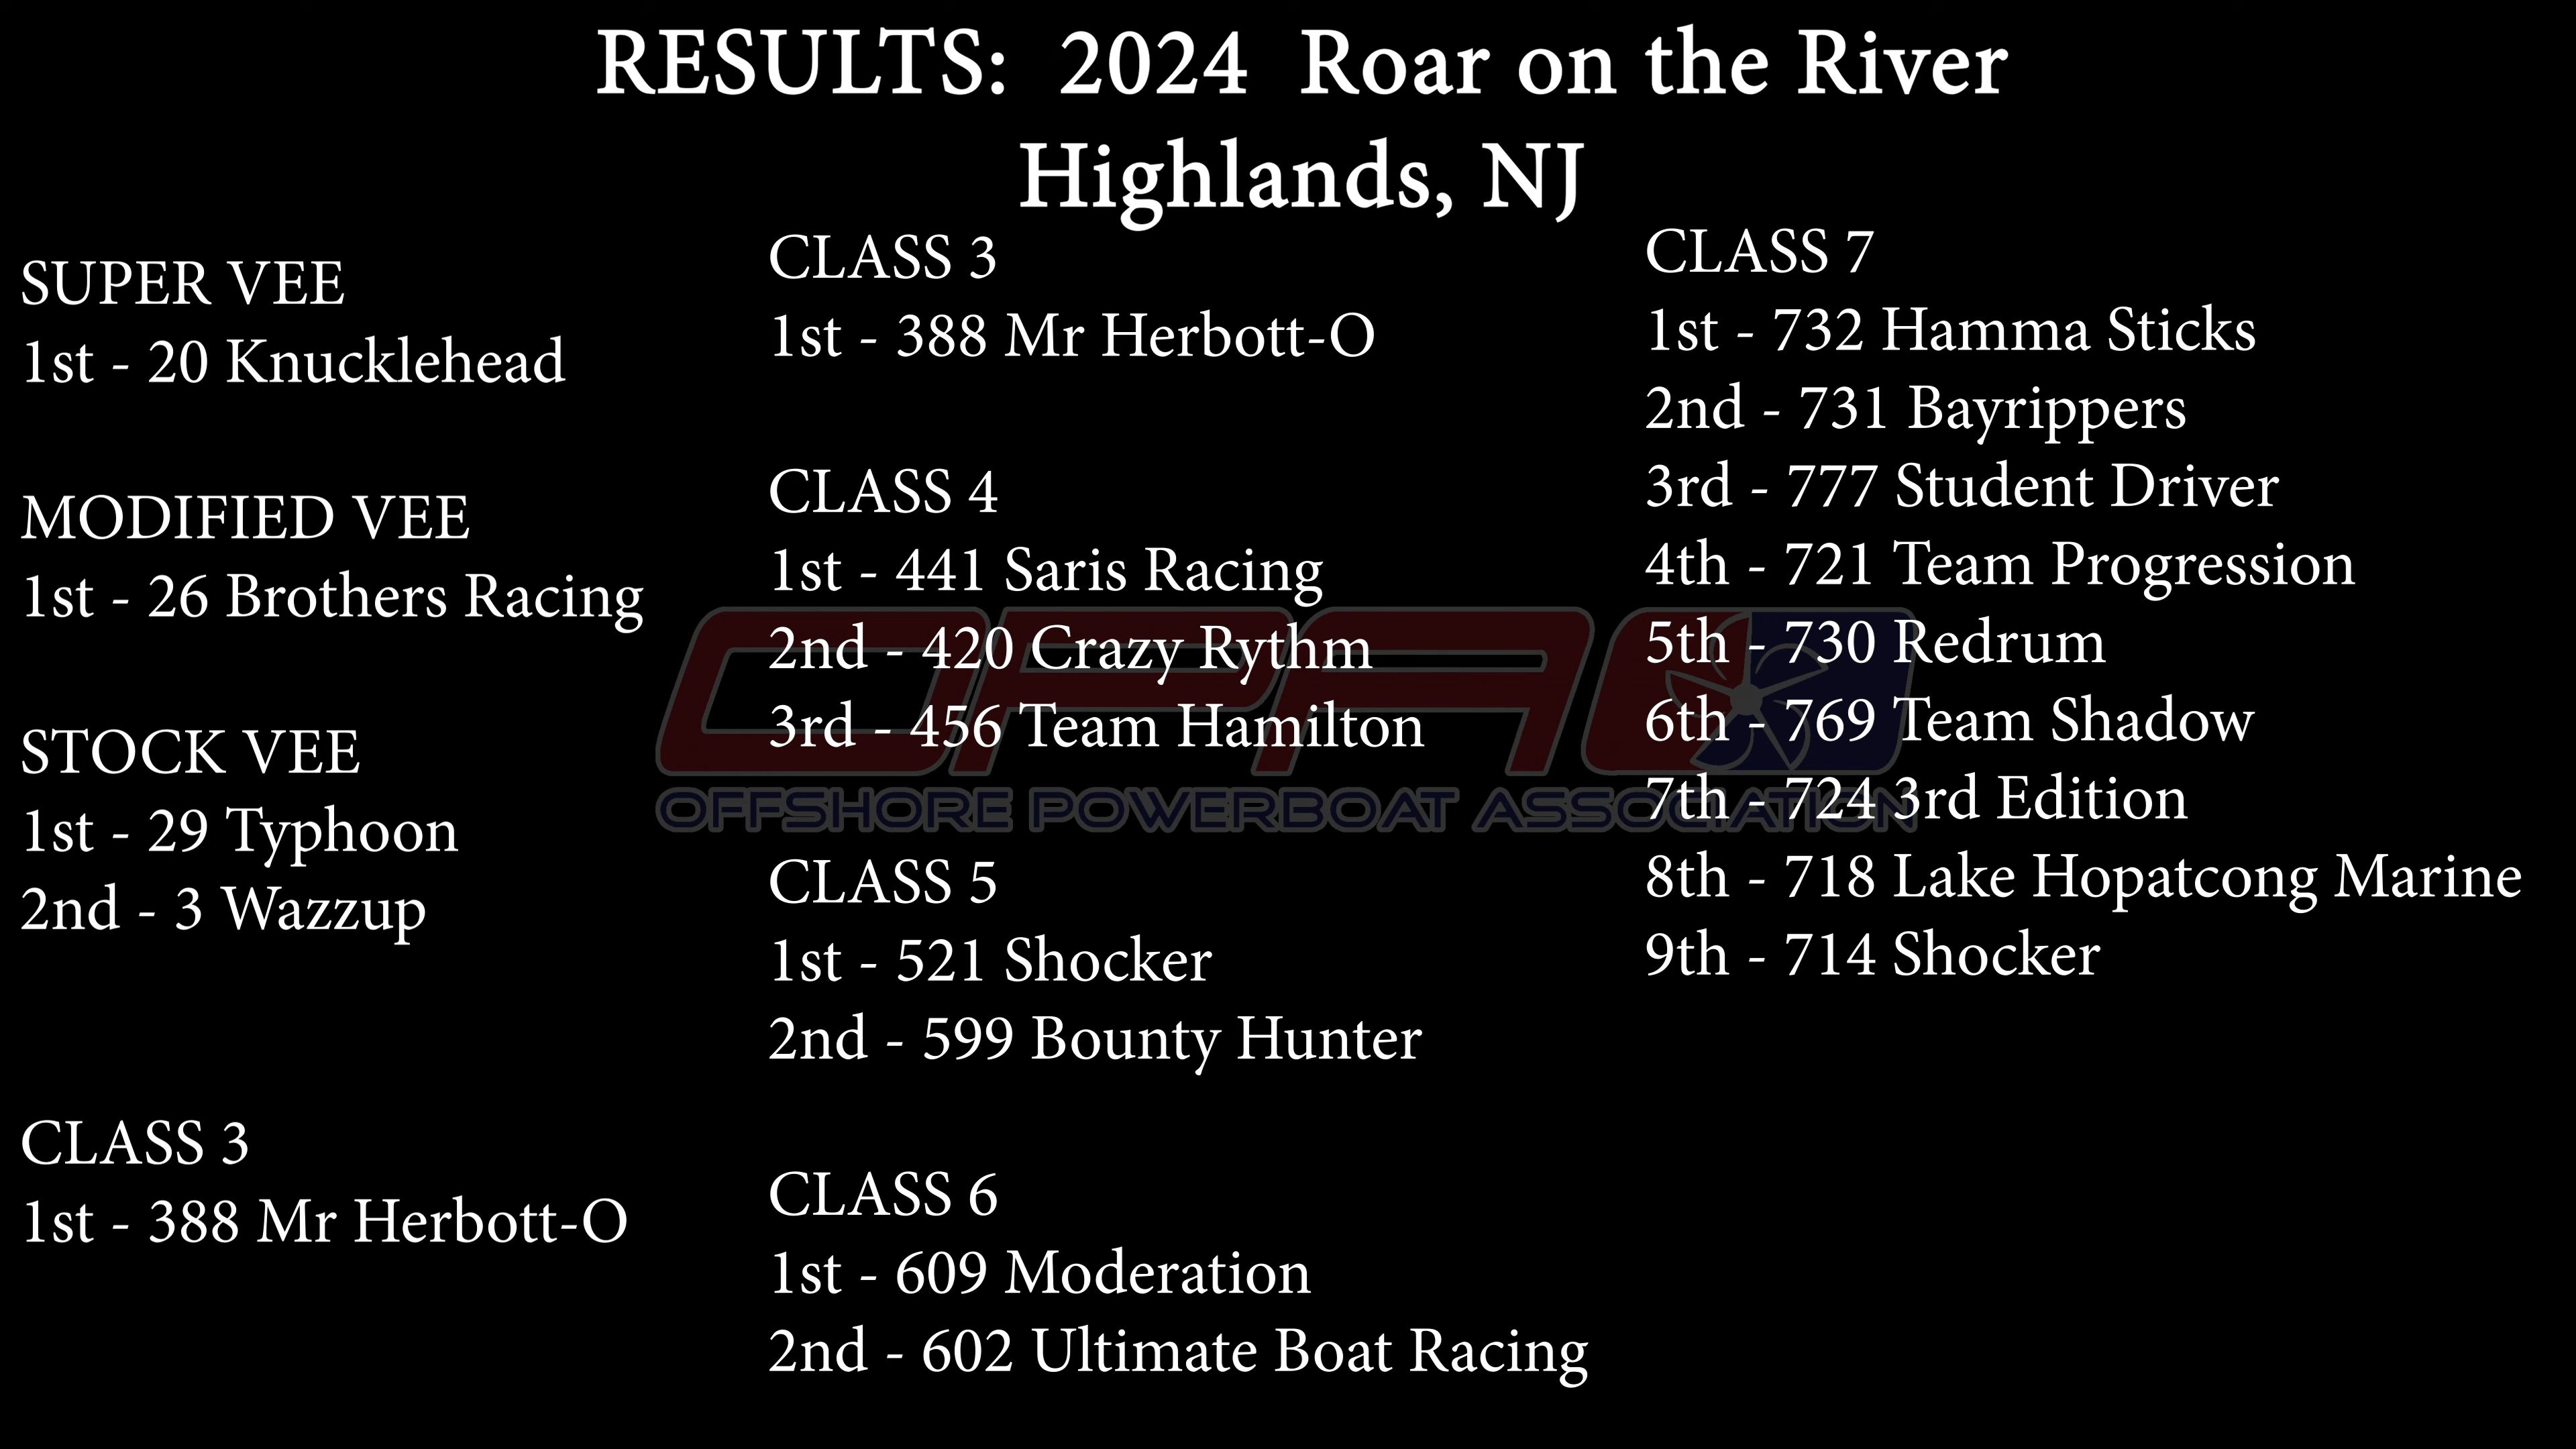 RESULTS: 2024 Roar on the River
Highlands, NJ
SUPER VEE
1st - 20 Knucklehead
MODIFIED VEE
1st - 26 Brothers Racing
STOCK VEE
1st - 29 Typhoon
2nd - 3 Wazzup
CLASS 3
1st - 388 Mr Herbott-O
CLASS 3
1st - 388 Mr Herbott-O
CLASS 4
1st - 441 Saris Racing
2nd - 420 Crazy Rythm
3rd - 456 Team Hamilton
CLASS 5
1st - 521 Shocker
2nd - 599 Bounty Hunter
CLASS 6
1st - 609 Moderation
2nd - 602 Ultimate Boat Racing
CLASS 7
1st - 732 Hamma Sticks
2nd - 731 Bayrippers
3rd - 777 Student Driver
4th - 721 Team Progression
5th - 730 Redrum
6th - 769 Team Shadow
7th - 724 3rd Edition
8th - 718 Lake Hopatcong Marine
9th - 714 Shocker
OPA
OFFSHORE POWERBOAT ASSOCIATION